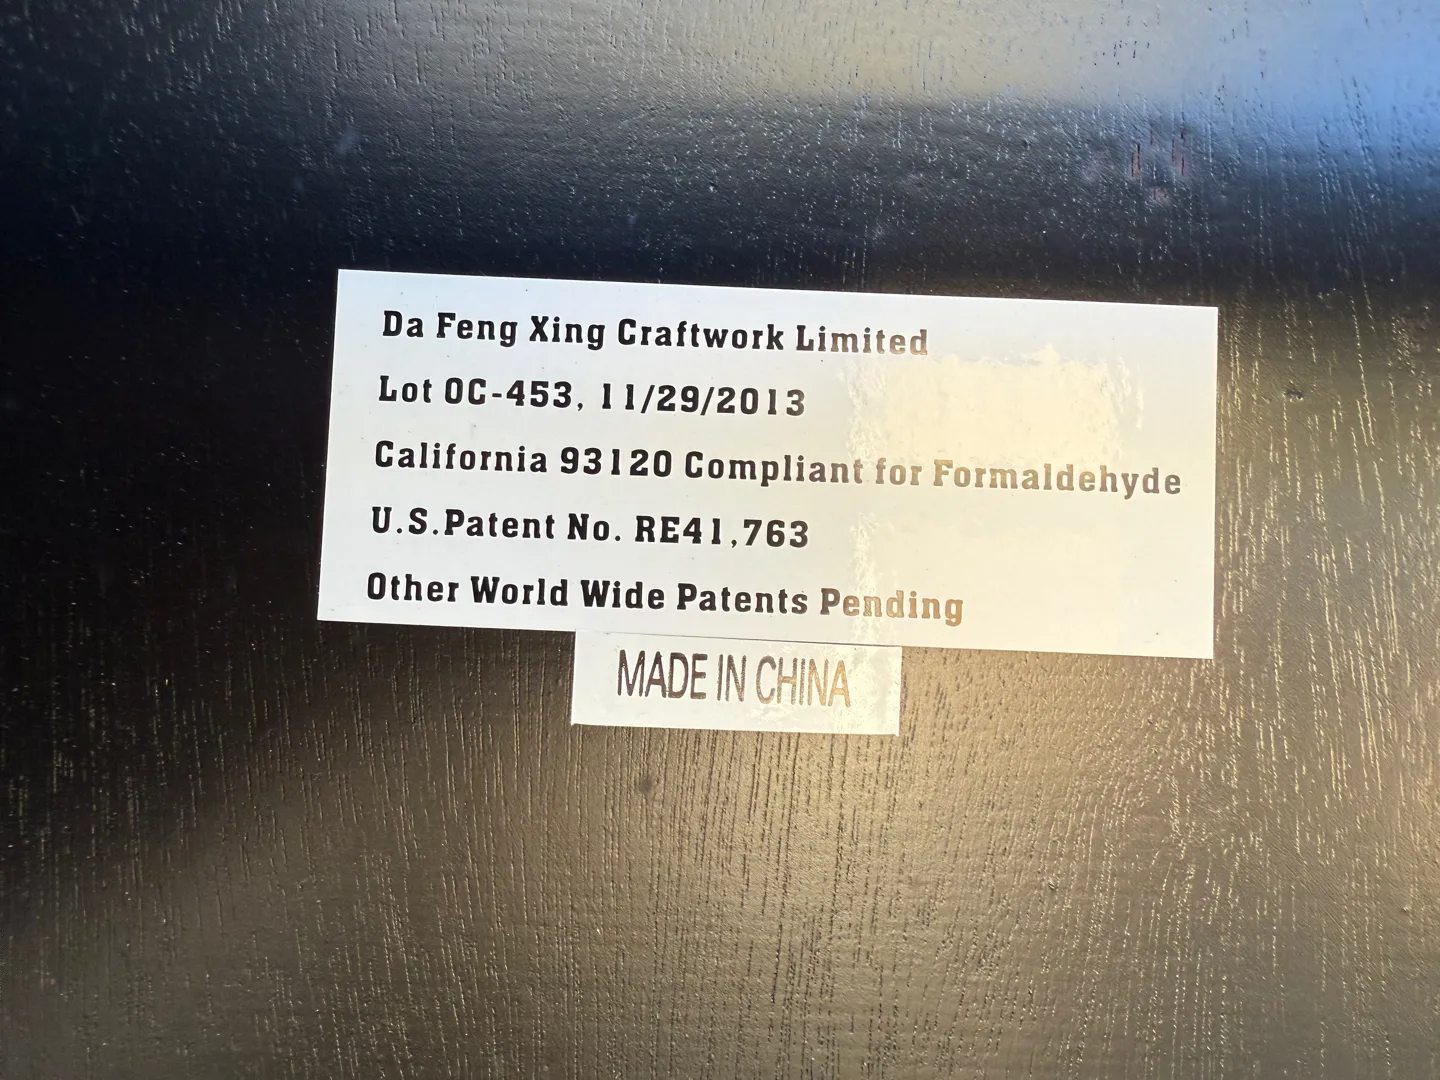 Da Feng Xing Craftwork Limited
Lot OC-453, 11/29/2013
California 93120 Compliant for Formaldehyde
U.S.Patent No. RE41,763
Other World Wide Patents Pending
MADE IN CHINA